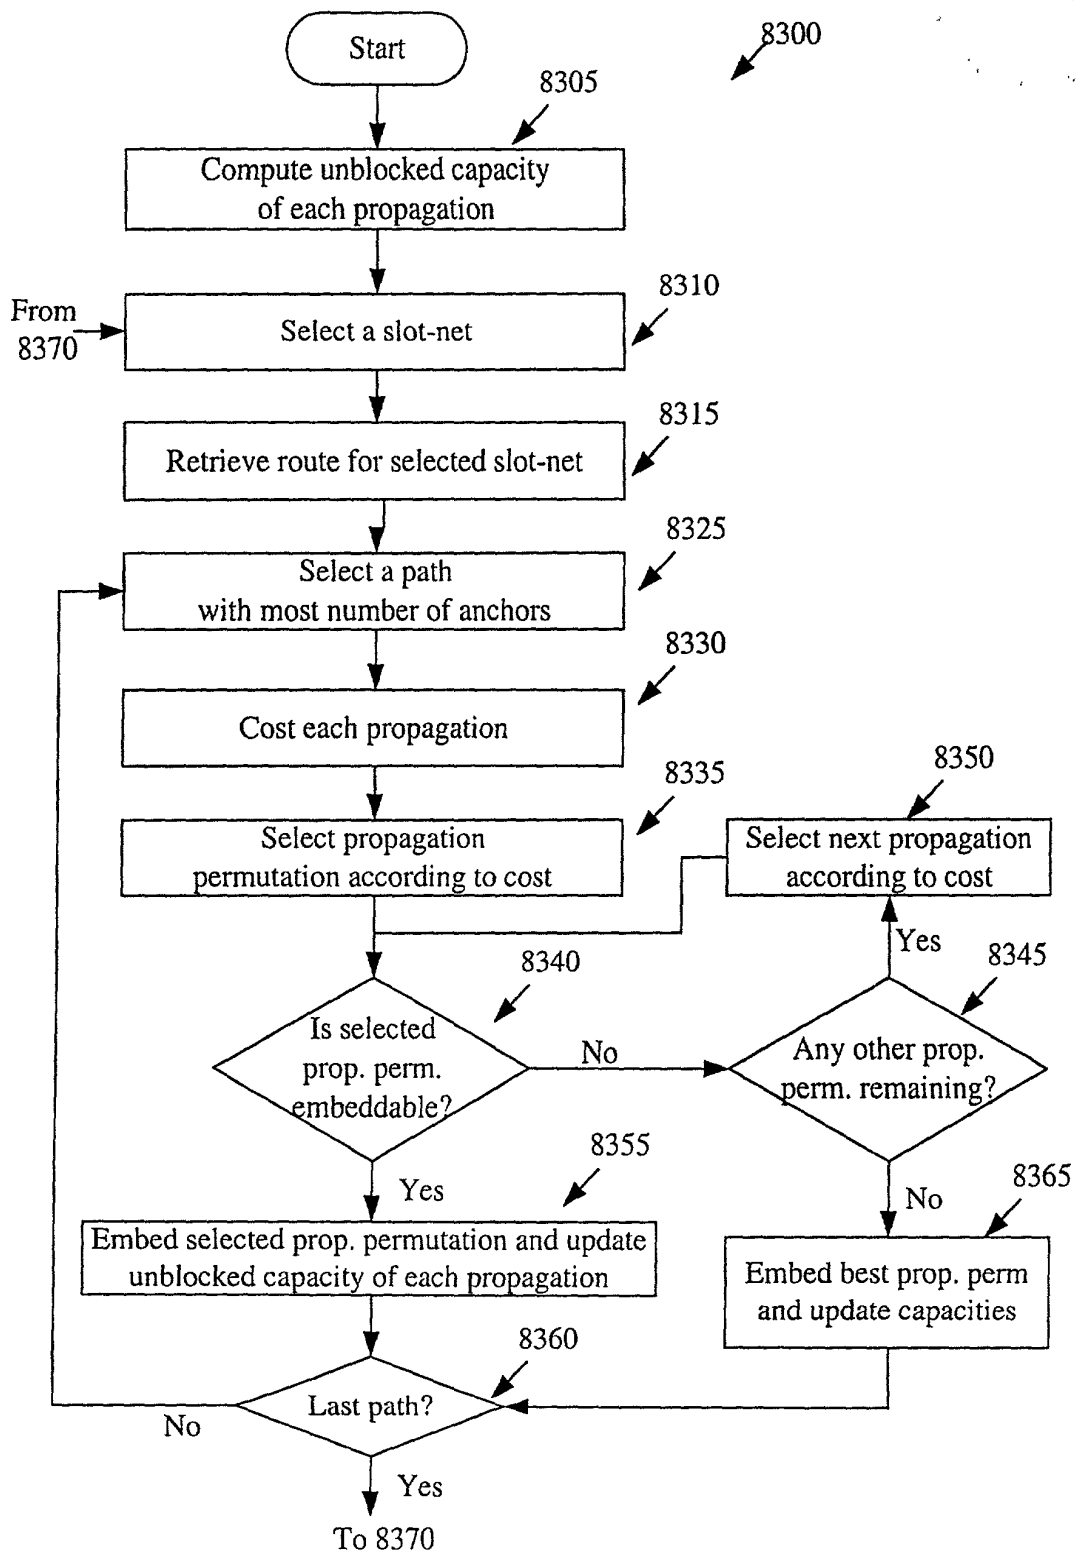 Start
8300
8305
Compute unblocked capacity
of each propagation
8310
From
8370
Select a slot-net
8315
Retrieve route for selected slot-net
8325
Select a path
with most number of anchors
8330
Cost each propagation
8335
Select propagation
permutation according to cost
8350
Select next propagation
according to cost
Yes
8340
Is selected
prop. perm.
embeddable?
No
8345
Any other prop.
perm. remaining?
Yes
8355
Embed selected prop. permutation and update
unblocked capacity of each propagation
No
8365
Embed best prop. perm
and update capacities
8360
Last path?
No
Yes
To 8370